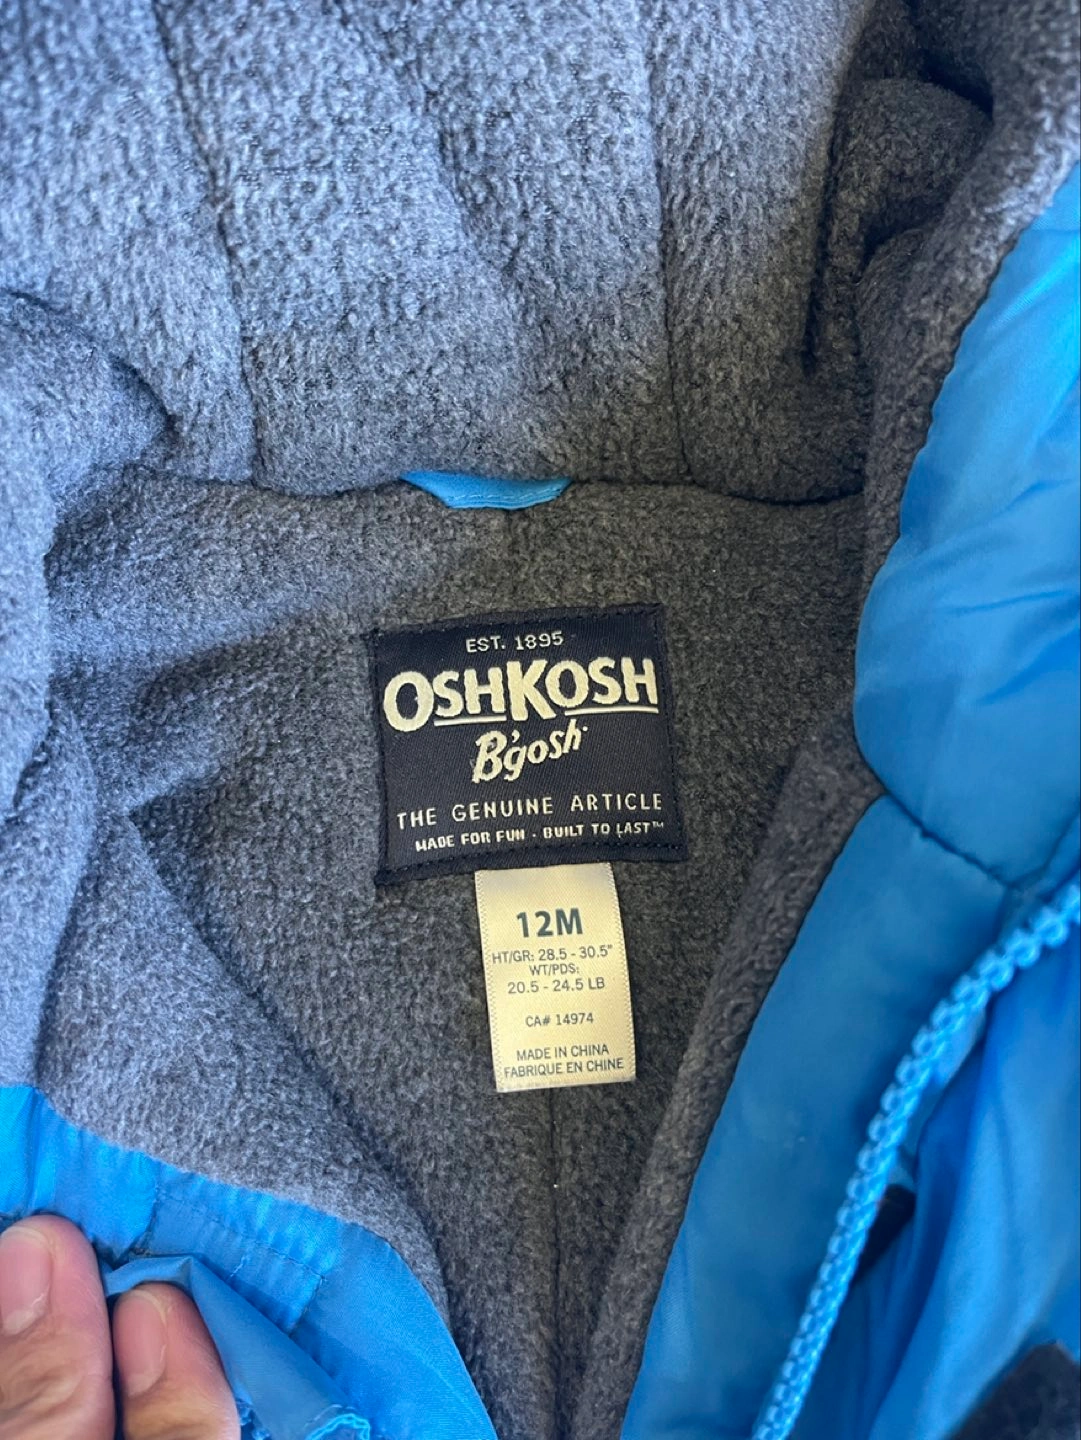 EST. 1895
OSHKOSH
B'gosh
THE GENUINE ARTICLE
MADE FOR FUN · BUILT TO LAST™
12M
HT/GR: 28.5 - 30.5"
WT/PDS:
20.5 - 24.5 LB
CA# 14974
MADE IN CHINA
FABRIQUE EN CHINE